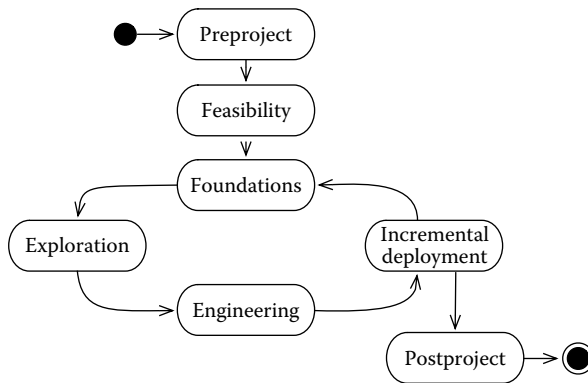 Preproject
Feasibility
Foundations
Exploration
Incremental
deployment
Engineering
Postproject